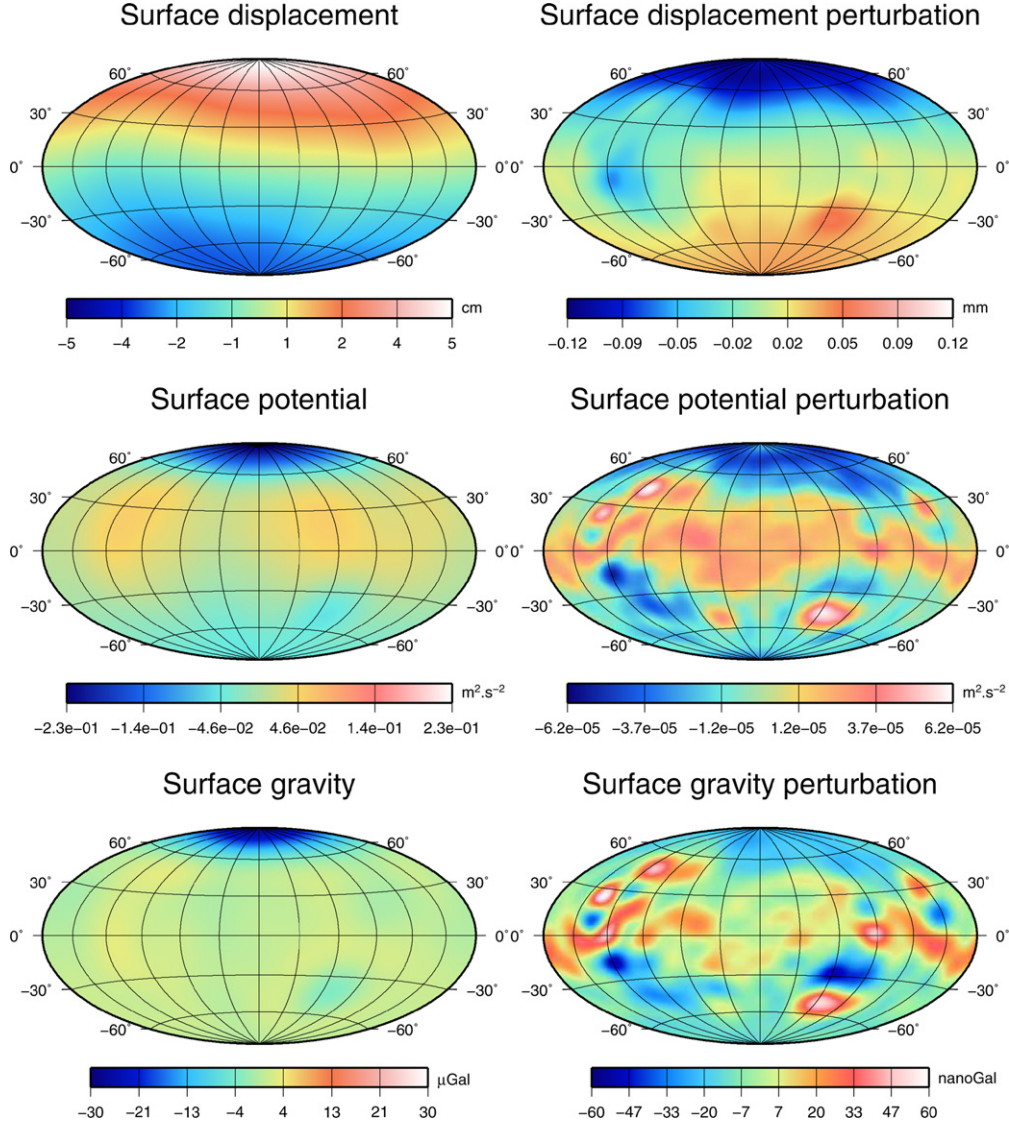 Surface displacement
60˚ 60˚
30˚ 30˚
0˚ 0˚
−30˚ −30˚
−60˚ −60˚
cm
−5 −4 −2 −1 1 2 4 5
Surface displacement perturbation
60˚ 60˚
30˚ 30˚
0˚ 0˚
−30˚ −30˚
−60˚ −60˚
mm
−0.12 −0.09 −0.05 −0.02 0.02 0.05 0.09 0.12
Surface potential
60˚ 60˚
30˚ 30˚
0˚ 0˚
−30˚ −30˚
−60˚ −60˚
m².s⁻²
−2.3e−01 −1.4e−01 −4.6e−02 4.6e−02 1.4e−01 2.3e−01
Surface potential perturbation
60˚ 60˚
30˚ 30˚
0˚ 0˚
−30˚ −30˚
−60˚ −60˚
m².s⁻²
−6.2e−05 −3.7e−05 −1.2e−05 1.2e−05 3.7e−05 6.2e−05
Surface gravity
60˚ 60˚
30˚ 30˚
0˚ 0˚
−30˚ −30˚
−60˚ −60˚
μGal
−30 −21 −13 −4 4 13 21 30
Surface gravity perturbation
60˚ 60˚
30˚ 30˚
0˚ 0˚
−30˚ −30˚
−60˚ −60˚
nanoGal
−60 −47 −33 −20 −7 7 20 33 47 60